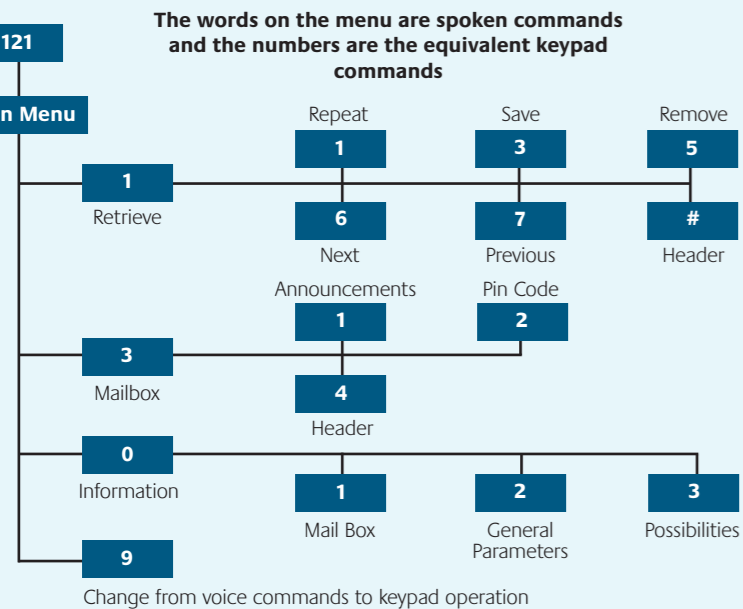 The words on the menu are spoken commands
and the numbers are the equivalent keypad
commands
121
n Menu
Repeat
Save
Remove
1
3
5
1
Retrieve
6
7
#
Next
Previous
Header
Announcements
Pin Code
1
2
3
Mailbox
4
Header
0
Information
1
2
3
Mail Box
General
Parameters
Possibilities
9
Change from voice commands to keypad operation